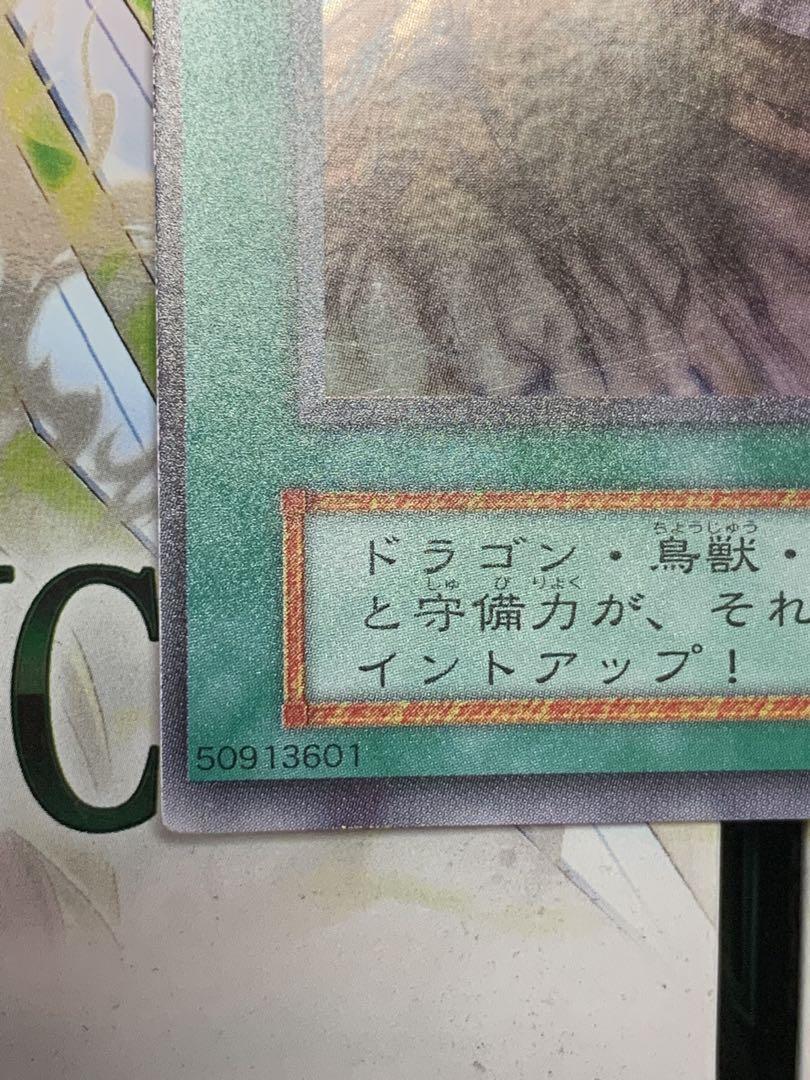 ちょうじゅう
ドラゴン・鳥獣・
しゅ び りょく
と守備力が、それ
イントアップ！
50913601
C